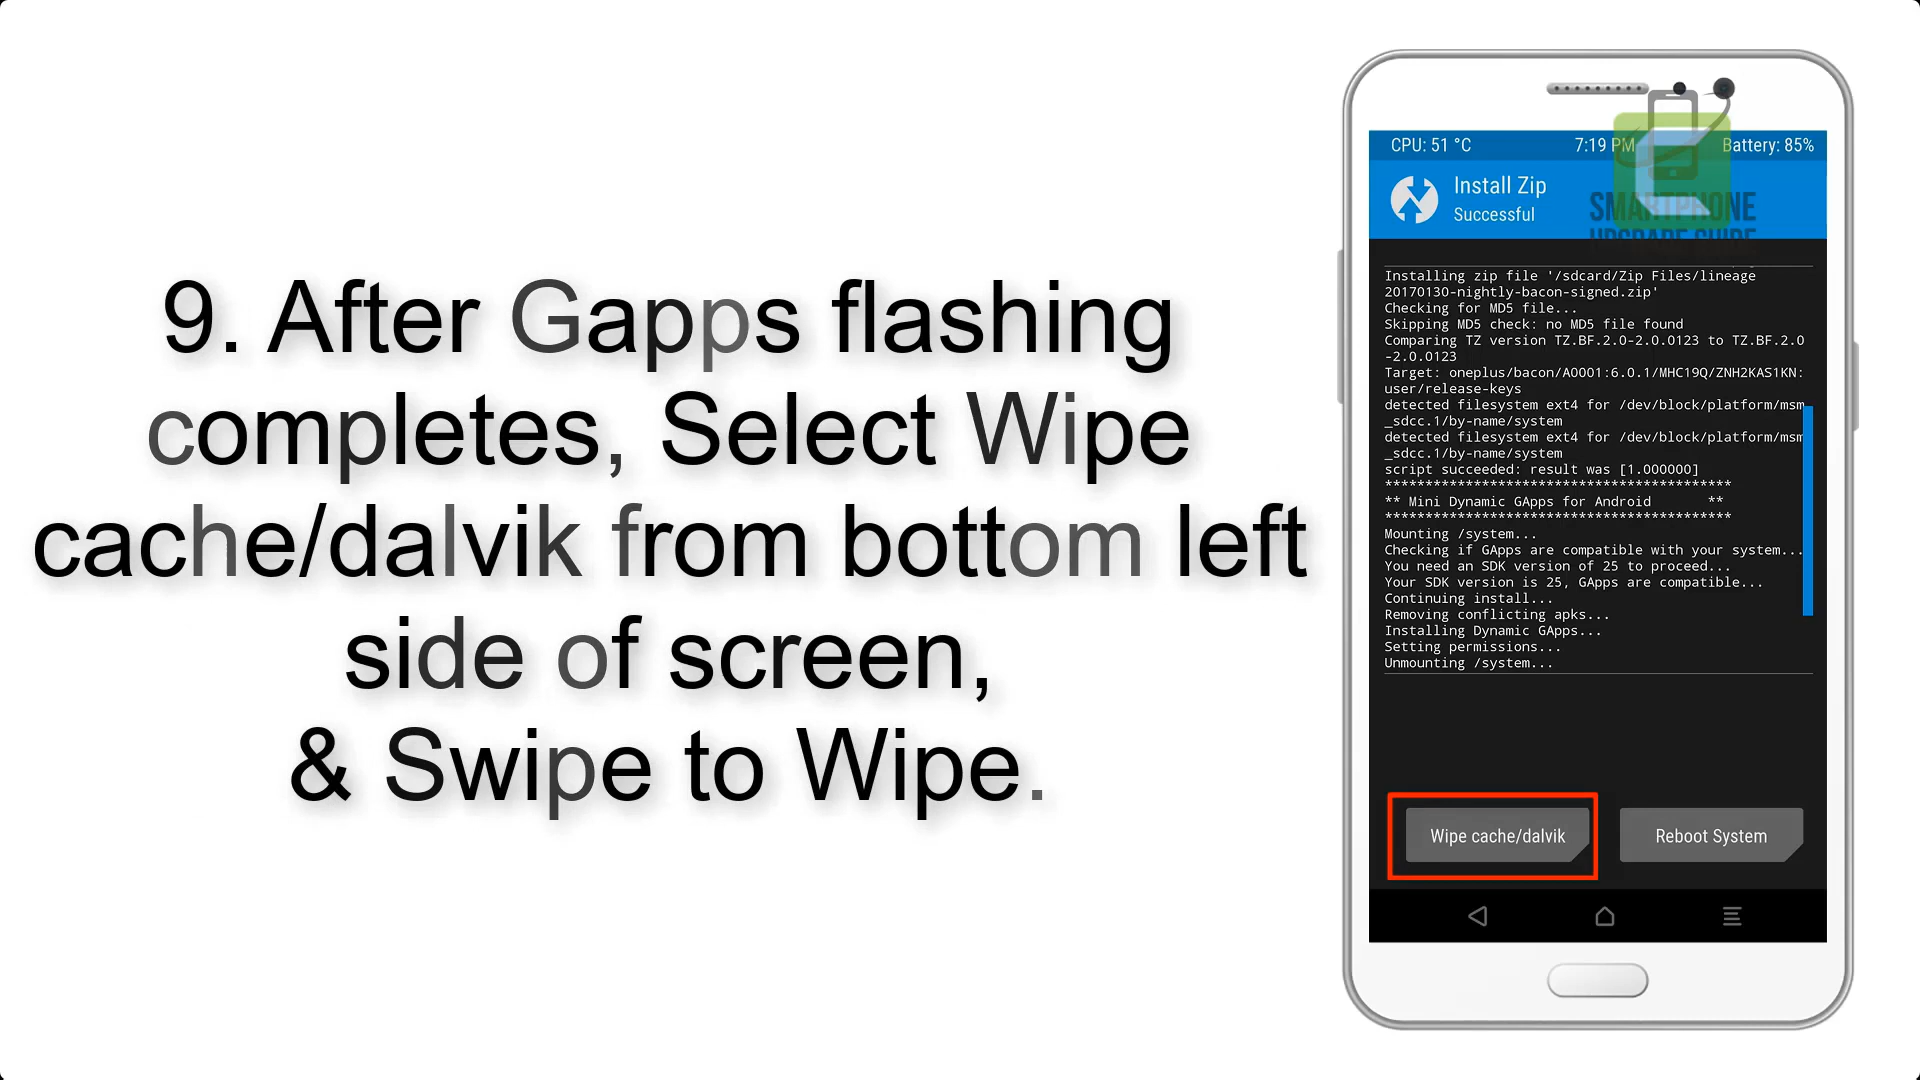 9. After Gapps flashing
completes, Select Wipe
cache/dalvik from bottom left
side of screen,
& Swipe to Wipe.
CPU: 51 °C 7:19 PM Battery: 85%
Install Zip
Successful
SMARTPHONE
UPGRADE GUIDE
Installing zip file '/sdcard/Zip Files/lineage
20170130-nightly-bacon-signed.zip'
Checking for MD5 file...
Skipping MD5 check: no MD5 file found
Comparing TZ version TZ.BF.2.0-2.0.0123 to TZ.BF.2.0
-2.0.0123
Target: oneplus/bacon/A0001:6.0.1/MHC19Q/ZNH2KAS1KN:
user/release-keys
detected filesystem ext4 for /dev/block/platform/msm
_sdcc.1/by-name/system
detected filesystem ext4 for /dev/block/platform/msm
_sdcc.1/by-name/system
script succeeded: result was [1.000000]
******************************************
** Mini Dynamic GApps for Android **
******************************************
Mounting /system...
Checking if GApps are compatible with your system...
You need an SDK version of 25 to proceed...
Your SDK version is 25, GApps are compatible...
Continuing install...
Removing conflicting apks...
Installing Dynamic GApps...
Setting permissions...
Unmounting /system...
Wipe cache/dalvik Reboot System